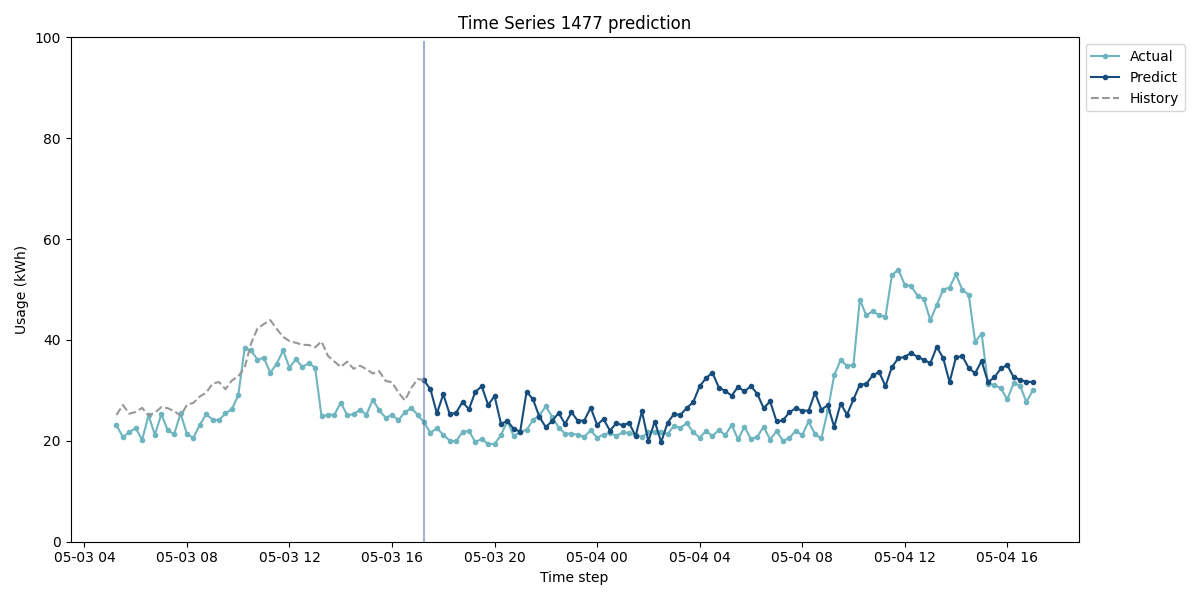 Time Series 1477 prediction
100
80
60
40
20
0
Usage (kWh)
05-03 04 05-03 08 05-03 12 05-03 16 05-03 20 05-04 00 05-04 04 05-04 08 05-04 12 05-04 16
Time step
Actual
Predict
History